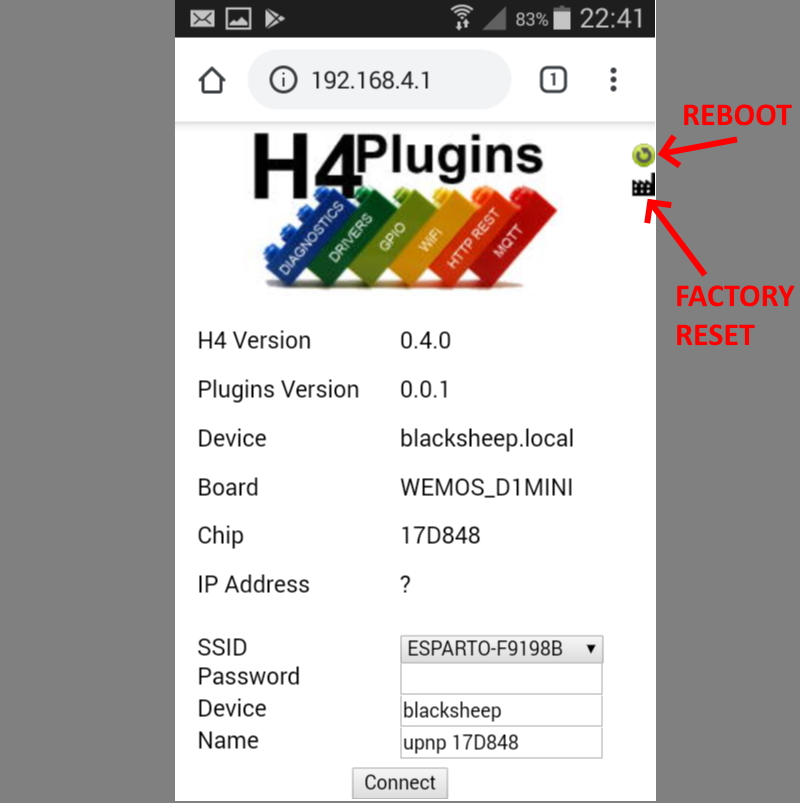 83% 22:41
192.168.4.1 1
REBOOT
H4Plugins
DIAGNOSTICS
DRIVERS
GPIO
WiFi
HTTP REST
MQTT
FACTORY
RESET
H4 Version 0.4.0
Plugins Version 0.0.1
Device blacksheep.local
Board WEMOS_D1MINI
Chip 17D848
IP Address ?
SSID ESPARTO-F9198B
Password
Device blacksheep
Name upnp 17D848
Connect